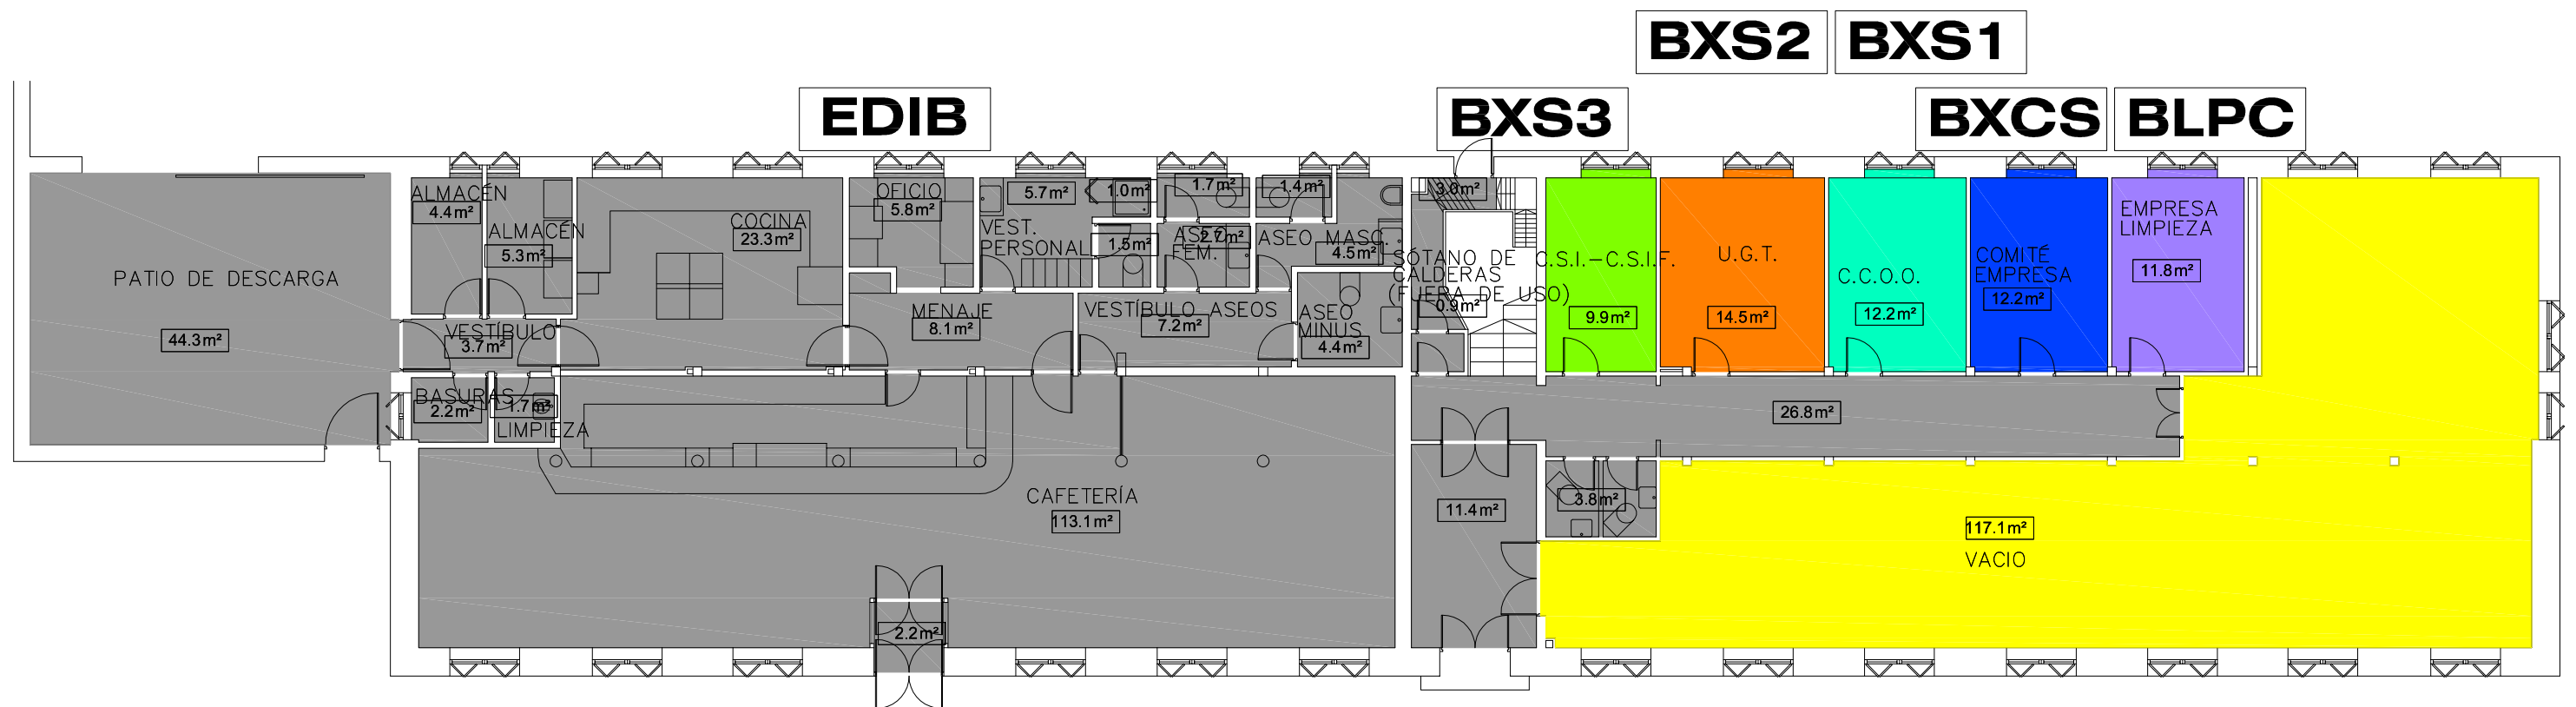 BXS2 BXS1
EDIB BXS3 BXCS BLPC
PATIO DE DESCARGA
44.3m²
ALMACÉN
4.4m²
ALMACÉN
5.3m²
VESTÍBULO
3.7m²
BASURAS
2.2m²
1.7m²
LIMPIEZA
COCINA
23.3m²
OFICIO
5.8m²
MENAJE
8.1m²
5.7m²
VEST.
PERSONAL
1.0m²
1.5m²
1.7m²
ASEO
FEM.
2.7m²
1.4m²
ASEO MASC.
4.5m²
VESTÍBULO ASEOS
7.2m²
ASEO
MINUS.
4.4m²
CAFETERÍA
113.1m²
2.2m²
3.0m²
SÓTANO DE
CALDERAS
(FUERA DE USO)
0.9m²
11.4m²
C.S.I.-C.S.I.F.
9.9m²
U.G.T.
14.5m²
C.C.O.O.
12.2m²
COMITÉ
EMPRESA
12.2m²
EMPRESA
LIMPIEZA
11.8m²
26.8m²
3.8m²
117.1m²
VACIO